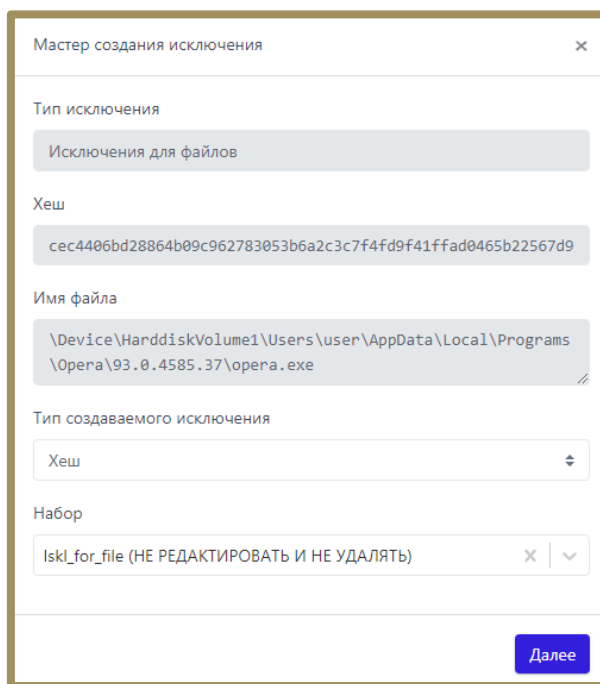 Мастер создания исключения
Тип исключения
Исключения для файлов
Хеш
cec4406bd28864b09c962783053b6a2c3c7f4fd9f41ffad0465b22567d9
Имя файла
\Device\HarddiskVolume1\Users\user\AppData\Local\Programs
\Opera\93.0.4585.37\opera.exe
Тип создаваемого исключения
Хеш
Набор
Iskl_for_file (НЕ РЕДАКТИРОВАТЬ И НЕ УДАЛЯТЬ)
Далее